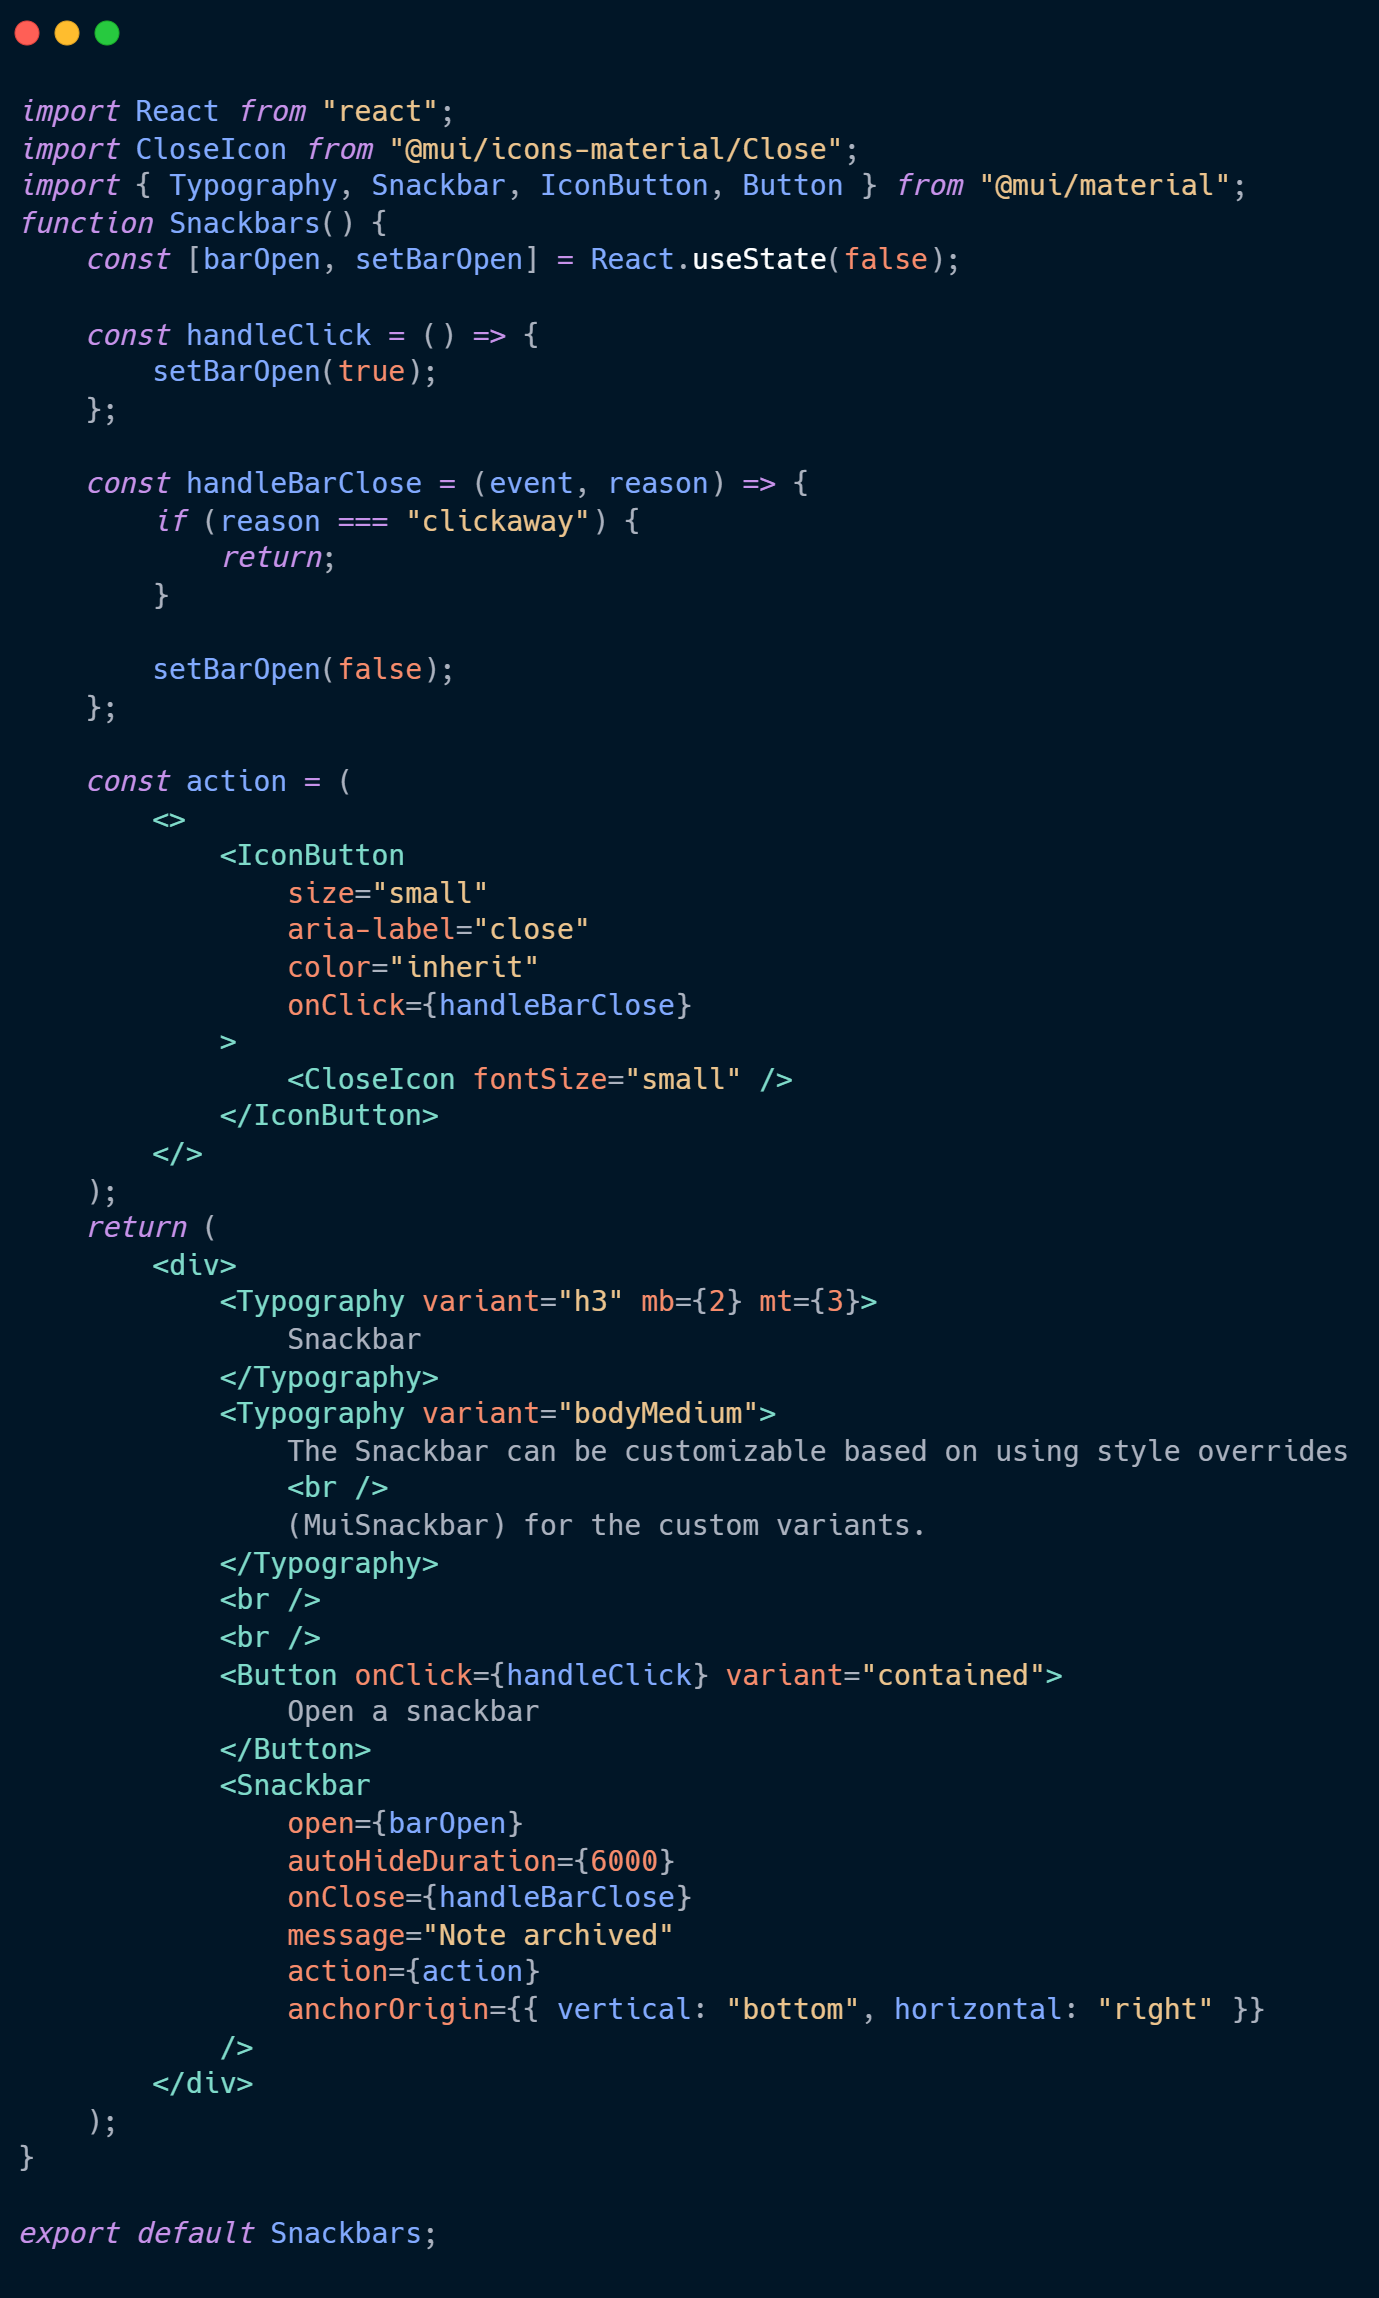 import React from "react";
import CloseIcon from "@mui/icons-material/Close";
import { Typography, Snackbar, IconButton, Button } from "@mui/material";
function Snackbars() {
    const [barOpen, setBarOpen] = React.useState(false);

    const handleClick = () => {
        setBarOpen(true);
    };

    const handleBarClose = (event, reason) => {
        if (reason === "clickaway") {
            return;
        }

        setBarOpen(false);
    };

    const action = (
        <>
            <IconButton
                size="small"
                aria-label="close"
                color="inherit"
                onClick={handleBarClose}
            >
                <CloseIcon fontSize="small" />
            </IconButton>
        </>
    );
    return (
        <div>
            <Typography variant="h3" mb={2} mt={3}>
                Snackbar
            </Typography>
            <Typography variant="bodyMedium">
                The Snackbar can be customizable based on using style overrides
                <br />
                (MuiSnackbar) for the custom variants.
            </Typography>
            <br />
            <br />
            <Button onClick={handleClick} variant="contained">
                Open a snackbar
            </Button>
            <Snackbar
                open={barOpen}
                autoHideDuration={6000}
                onClose={handleBarClose}
                message="Note archived"
                action={action}
                anchorOrigin={{ vertical: "bottom", horizontal: "right" }}
            />
        </div>
    );
}

export default Snackbars;